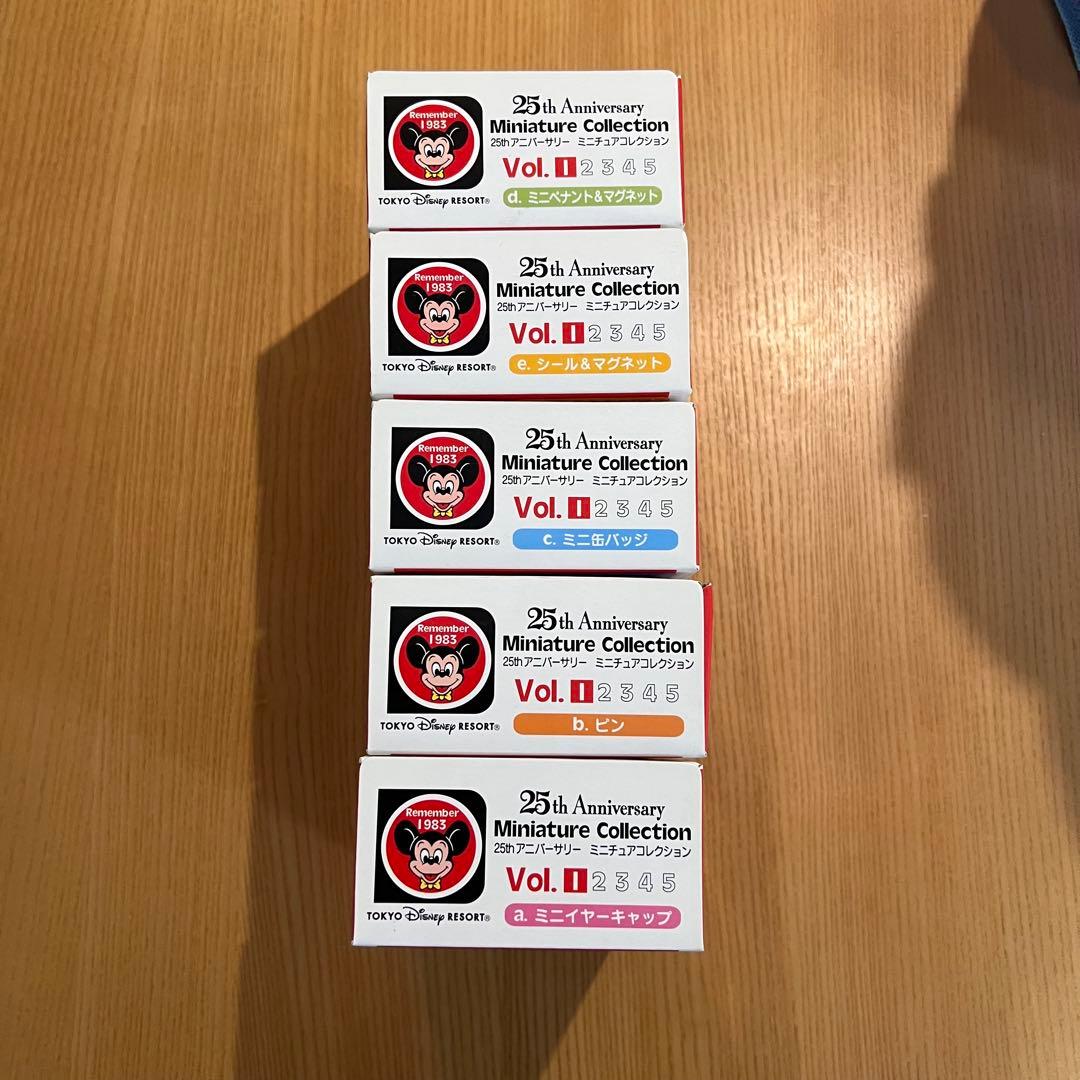 Remember
1983
TOKYO Disney RESORT®
25th Anniversary
Miniature Collection
25thアニバーサリー ミニチュアコレクション
Vol. 1 2 3 4 5
d. ミニペナント&マグネット
Remember
1983
TOKYO Disney RESORT®
25th Anniversary
Miniature Collection
25thアニバーサリー ミニチュアコレクション
Vol. 1 2 3 4 5
e. シール&マグネット
Remember
1983
TOKYO Disney RESORT®
25th Anniversary
Miniature Collection
25thアニバーサリー ミニチュアコレクション
Vol. 1 2 3 4 5
c. ミニ缶バッジ
Remember
1983
TOKYO Disney RESORT®
25th Anniversary
Miniature Collection
25thアニバーサリー ミニチュアコレクション
Vol. 1 2 3 4 5
b. ピン
Remember
1983
TOKYO Disney RESORT®
25th Anniversary
Miniature Collection
25thアニバーサリー ミニチュアコレクション
Vol. 1 2 3 4 5
a. ミニイヤーキャップ